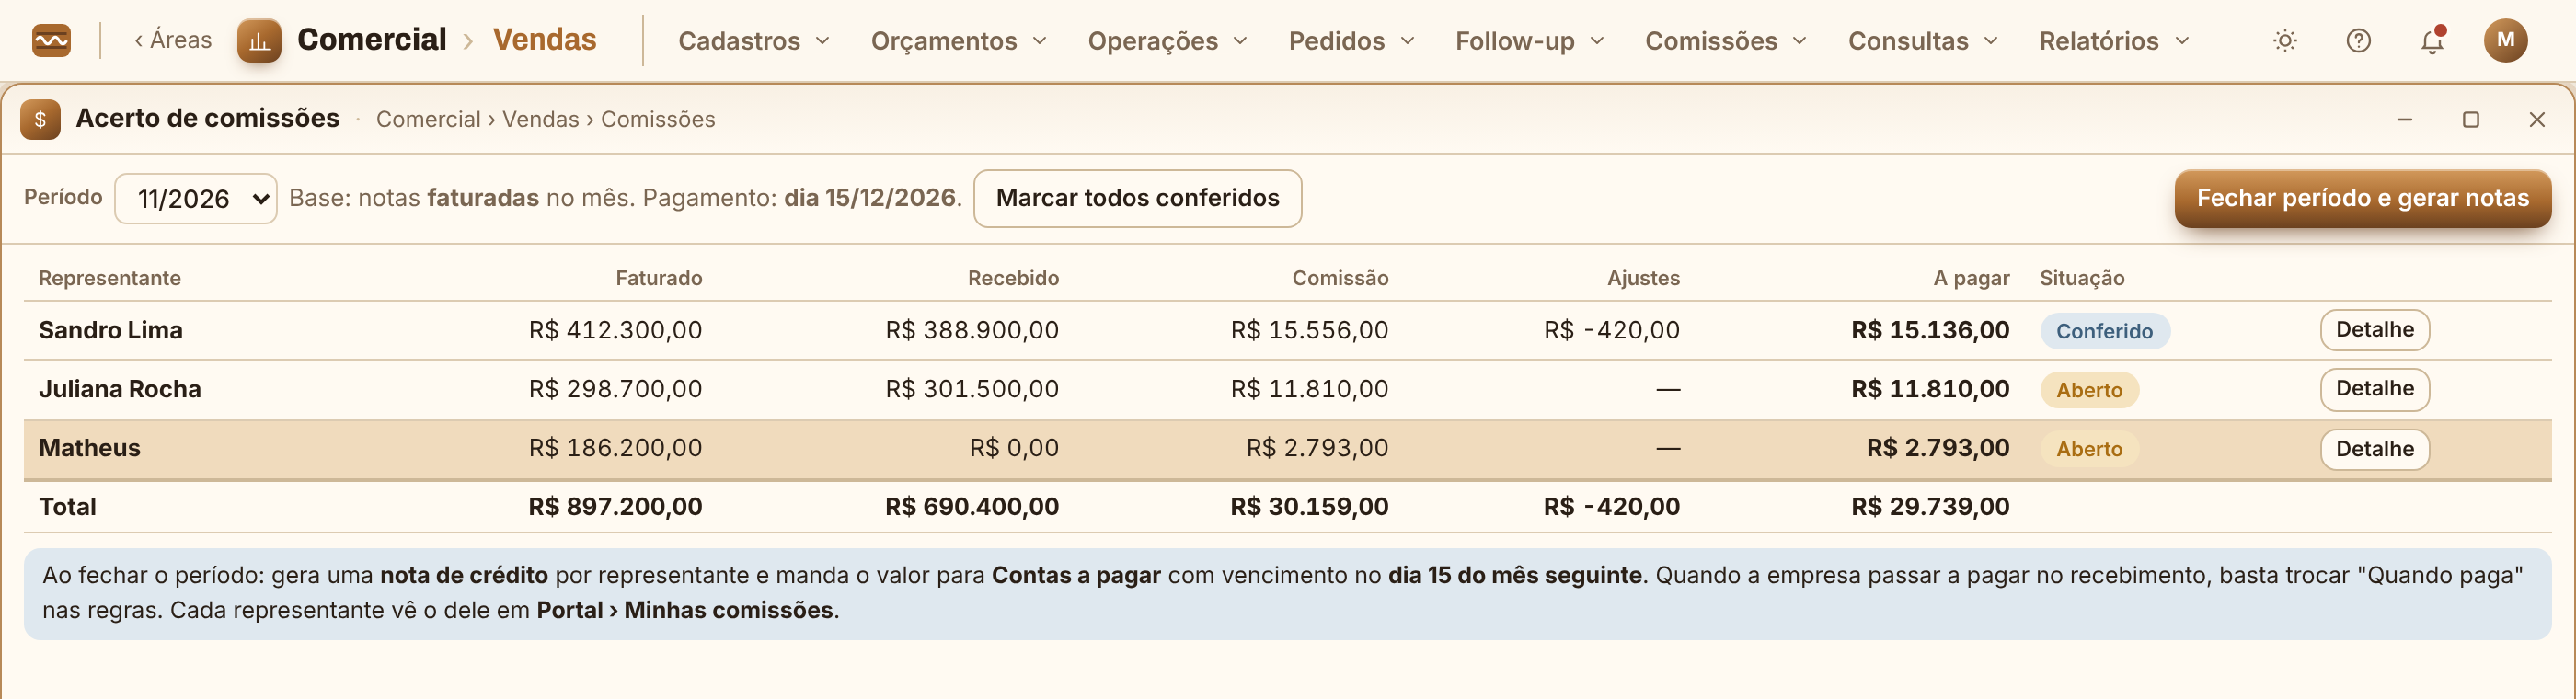 ‹ Áreas Comercial › Vendas Cadastros Orçamentos Operações Pedidos Follow-up Comissões Consultas Relatórios M
$ Acerto de comissões · Comercial › Vendas › Comissões
Período 11/2026 Base: notas faturadas no mês. Pagamento: dia 15/12/2026. Marcar todos conferidos Fechar período e gerar notas
Representante Faturado Recebido Comissão Ajustes A pagar Situação
Sandro Lima R$ 412.300,00 R$ 388.900,00 R$ 15.556,00 R$ -420,00 R$ 15.136,00 Conferido Detalhe
Juliana Rocha R$ 298.700,00 R$ 301.500,00 R$ 11.810,00 — R$ 11.810,00 Aberto Detalhe
Matheus R$ 186.200,00 R$ 0,00 R$ 2.793,00 — R$ 2.793,00 Aberto Detalhe
Total R$ 897.200,00 R$ 690.400,00 R$ 30.159,00 R$ -420,00 R$ 29.739,00
Ao fechar o período: gera uma nota de crédito por representante e manda o valor para Contas a pagar com vencimento no dia 15 do mês seguinte. Quando a empresa passar a pagar no recebimento, basta trocar "Quando paga"
nas regras. Cada representante vê o dele em Portal › Minhas comissões.